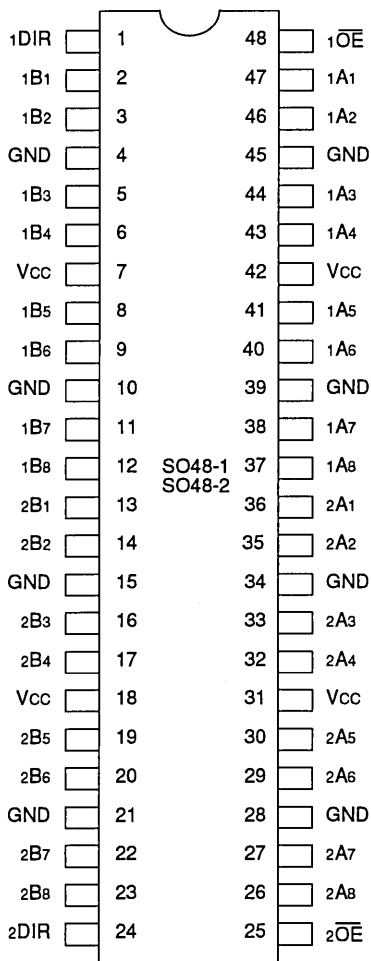 1DIR 1 48 1O̅E̅
1B1 2 47 1A1
1B2 3 46 1A2
GND 4 45 GND
1B3 5 44 1A3
1B4 6 43 1A4
VCC 7 42 VCC
1B5 8 41 1A5
1B6 9 40 1A6
GND 10 39 GND
1B7 11 38 1A7
1B8 12 SO48-1 37 1A8
SO48-2
2B1 13 36 2A1
2B2 14 35 2A2
GND 15 34 GND
2B3 16 33 2A3
2B4 17 32 2A4
VCC 18 31 VCC
2B5 19 30 2A5
2B6 20 29 2A6
GND 21 28 GND
2B7 22 27 2A7
2B8 23 26 2A8
2DIR 24 25 2O̅E̅